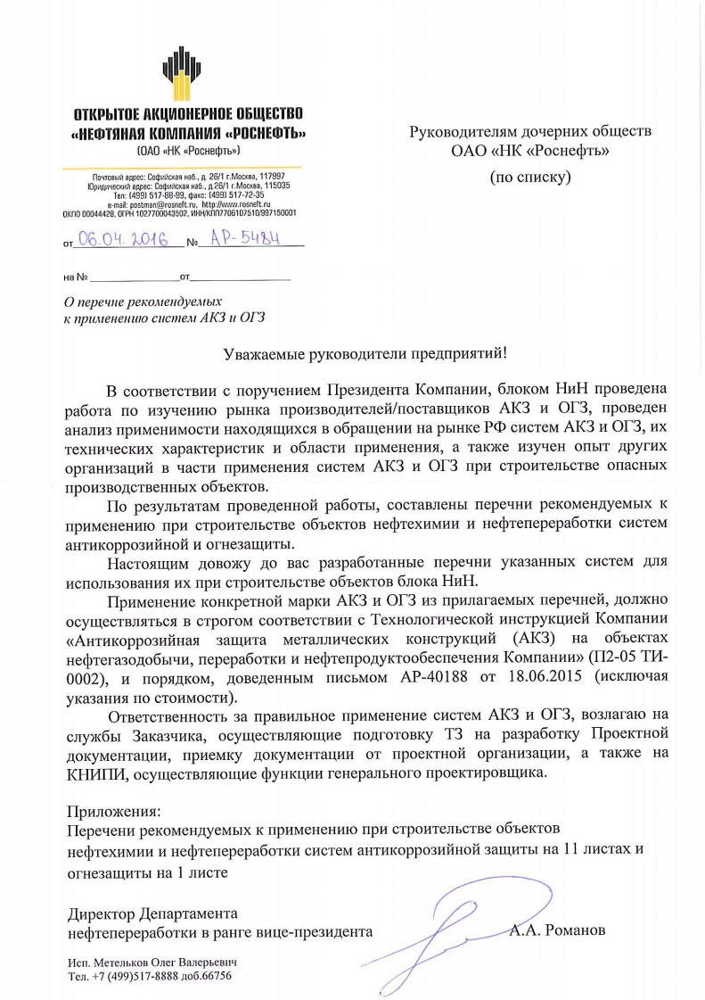 ОТКРЫТОЕ АКЦИОНЕРНОЕ ОБЩЕСТВО
«НЕФТЯНАЯ КОМПАНИЯ «РОСНЕФТЬ»
(ОАО «НК «Роснефть»)
Почтовый адрес: Софийская наб., д. 26/1 г.Москва, 117997
Юридический адрес: Софийская наб., д.26/1 г.Москва, 115035
Тел: (499) 517-88-99, факс: (499) 517-72-35
e-mail: postman@rosneft.ru, http://www.rosneft.ru
ОКПО 00044428, ОГРН 1027700043502, ИНН/КПП7706107510/997150001
от 06.04.2016 № АР-5484
на № от
Руководителям дочерних обществ
ОАО «НК «Роснефть»
(по списку)
О перечне рекомендуемых
к применению систем АКЗ и ОГЗ
Уважаемые руководители предприятий!
В соответствии с поручением Президента Компании, блоком НиН проведена
работа по изучению рынка производителей/поставщиков АКЗ и ОГЗ, проведен
анализ применимости находящихся в обращении на рынке РФ систем АКЗ и ОГЗ, их
технических характеристик и области применения, а также изучен опыт других
организаций в части применения систем АКЗ и ОГЗ при строительстве опасных
производственных объектов.
По результатам проведенной работы, составлены перечни рекомендуемых к
применению при строительстве объектов нефтехимии и нефтепереработки систем
антикоррозийной и огнезащиты.
Настоящим довожу до вас разработанные перечни указанных систем для
использования их при строительстве объектов блока НиН.
Применение конкретной марки АКЗ и ОГЗ из прилагаемых перечней, должно
осуществляться в строгом соответствии с Технологической инструкцией Компании
«Антикоррозийная защита металлических конструкций (АКЗ) на объектах
нефтегазодобычи, переработки и нефтепродуктообеспечения Компании» (П2-05 ТИ-
0002), и порядком, доведенным письмом АР-40188 от 18.06.2015 (исключая
указания по стоимости).
Ответственность за правильное применение систем АКЗ и ОГЗ, возлагаю на
службы Заказчика, осуществляющие подготовку ТЗ на разработку Проектной
документации, приемку документации от проектной организации, а также на
КНИПИ, осуществляющие функции генерального проектировщика.
Приложения:
Перечени рекомендуемых к применению при строительстве объектов
нефтехимии и нефтепереработки систем антикоррозийной защиты на 11 листах и
огнезащиты на 1 листе
Директор Департамента
нефтепереработки в ранге вице-президента А.А. Романов
Исп. Метельков Олег Валерьевич
Тел. +7 (499)517-8888 доб.66756